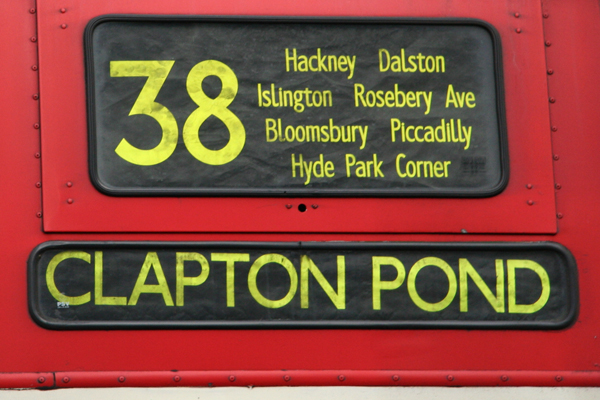 38
Hackney Dalston
Islington Rosebery Ave
Bloomsbury Piccadilly
Hyde Park Corner
CLAPTON POND